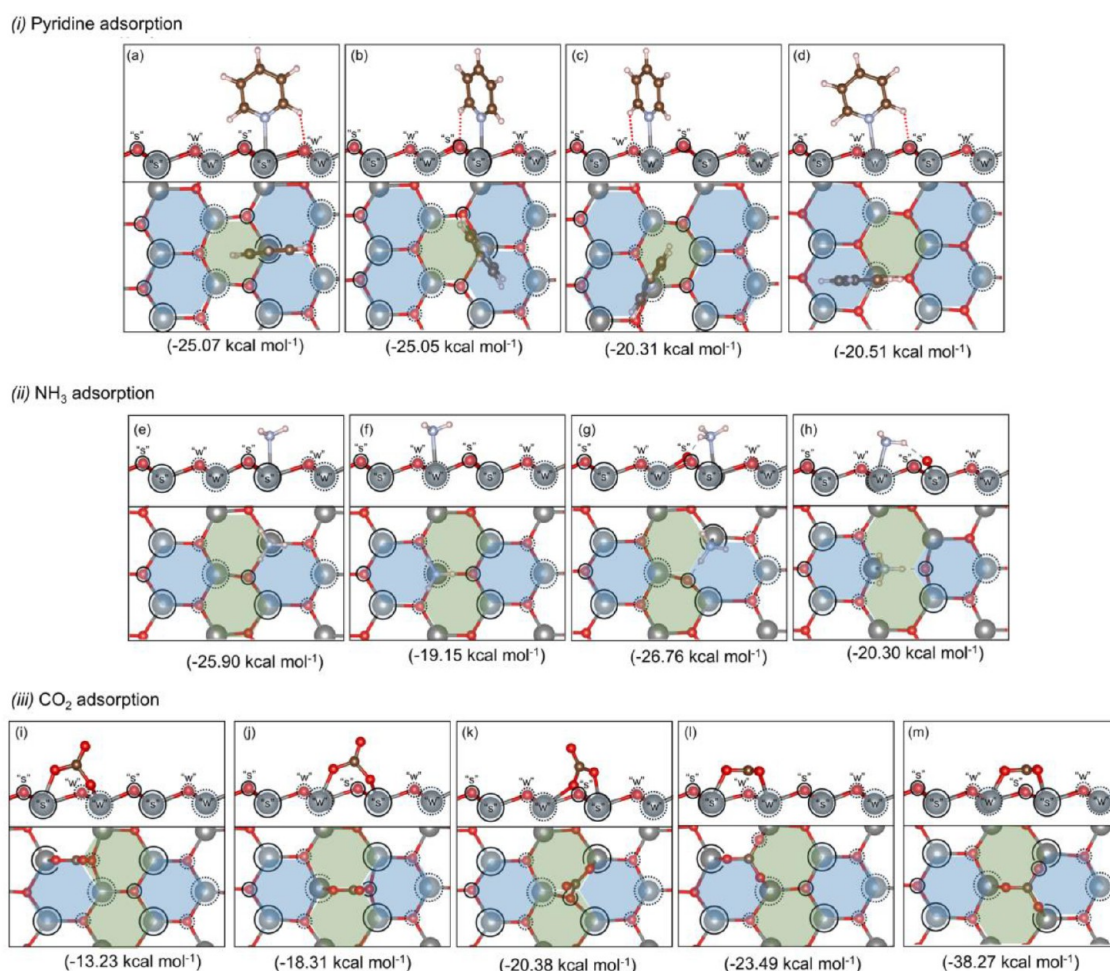 (i) Pyridine adsorption
(a) (b) (c) (d)
"S" "W" "S" "W" "S" "W" "S" "W" "S" "W" "S" "W" "S" "W" "S"
"S" "W" "S" "W" "S" "W" "S" "W" "S" "W" "S" "W" "S" "W" "S" "W"
(-25.07 kcal mol⁻¹) (-25.05 kcal mol⁻¹) (-20.31 kcal mol⁻¹) (-20.51 kcal mol⁻¹)
(ii) NH₃ adsorption
(e) (f) (g) (h)
"S" "W" "S" "W" "S" "W" "S" "W" "S" "W" "S" "W" "S" "W" "S" "W"
"S" "W" "S" "W" "S" "W" "S" "W" "S" "W" "S" "W" "S" "W" "S" "W"
(-25.90 kcal mol⁻¹) (-19.15 kcal mol⁻¹) (-26.76 kcal mol⁻¹) (-20.30 kcal mol⁻¹)
(iii) CO₂ adsorption
(i) (j) (k) (l) (m)
"S" "W" "S" "W" "S" "W" "S" "W" "S" "W" "S" "W" "S" "W" "S" "W" "S" "W" "S" "W"
"S" "W" "S" "W" "S" "W" "S" "W" "S" "W" "S" "W" "S" "W" "S" "W" "S" "W" "S" "W"
(-13.23 kcal mol⁻¹) (-18.31 kcal mol⁻¹) (-20.38 kcal mol⁻¹) (-23.49 kcal mol⁻¹) (-38.27 kcal mol⁻¹)